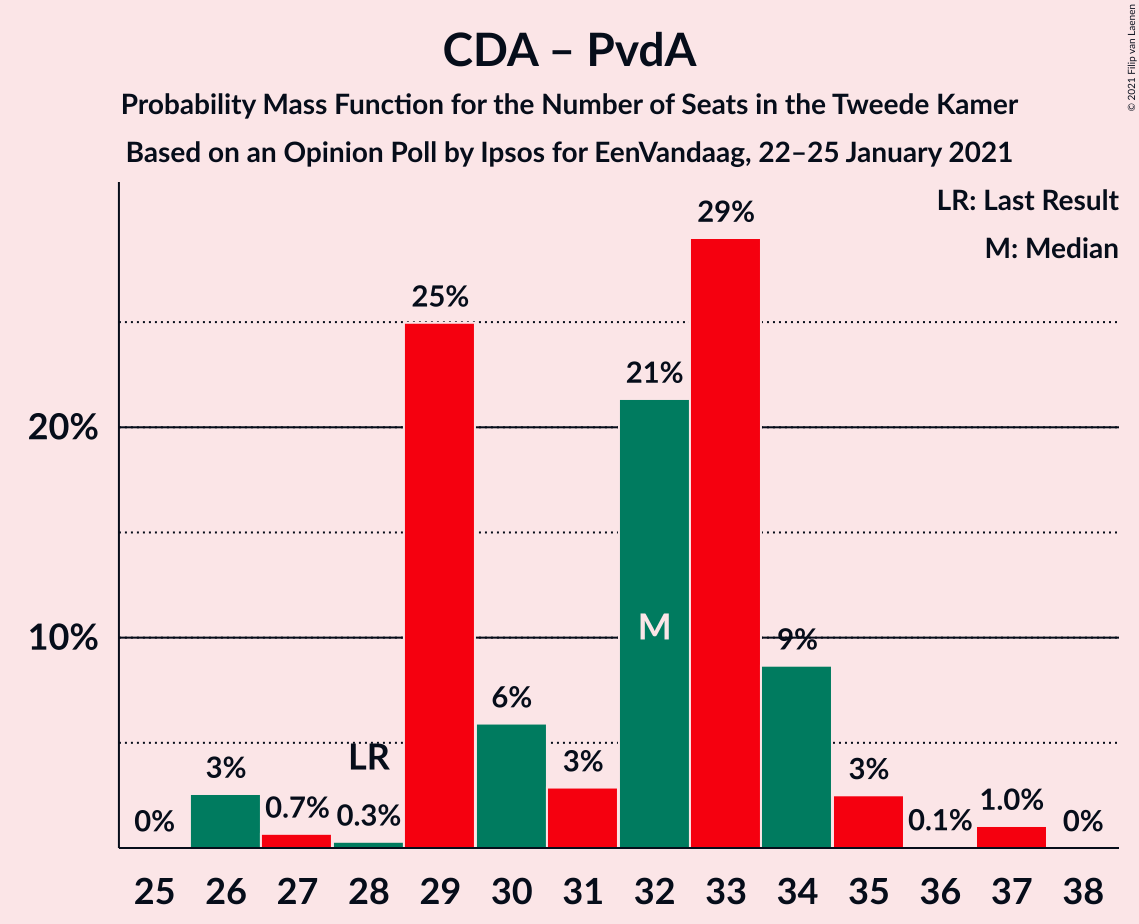 CDA – PvdA
Probability Mass Function for the Number of Seats in the Tweede Kamer
Based on an Opinion Poll by Ipsos for EenVandaag, 22–25 January 2021
© 2021 Filip van Laenen
LR: Last Result
M: Median
29%
25%
21%
20%
M
10%
9%
6%
LR
3%
3%
3%
0%
0.7%
0.3%
0.1%
1.0%
0%
25 26 27 28 29 30 31 32 33 34 35 36 37 38